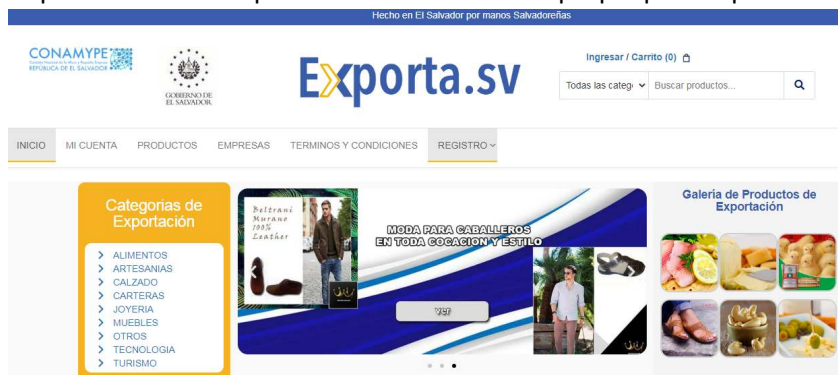 Hecho en El Salvador por manos Salvadoreñas
CONAMYPE
REPÚBLICA DE EL SALVADOR
GOBIERNO DE
EL SALVADOR
Exporta.sv
Ingresar / Carrito (0)
Todas las catego
Buscar productos...
INICIO MI CUENTA PRODUCTOS EMPRESAS TERMINOS Y CONDICIONES REGISTRO
Categorias de
Exportación
ALIMENTOS
ARTESANIAS
CALZADO
CARTERAS
JOYERIA
MUEBLES
OTROS
TECNOLOGIA
TURISMO
Beltrani
Murano
100%
Leather
MODA PARA CABALLEROS
EN TODA COCACION Y ESTILO
ver
Galería de Productos de
Exportación